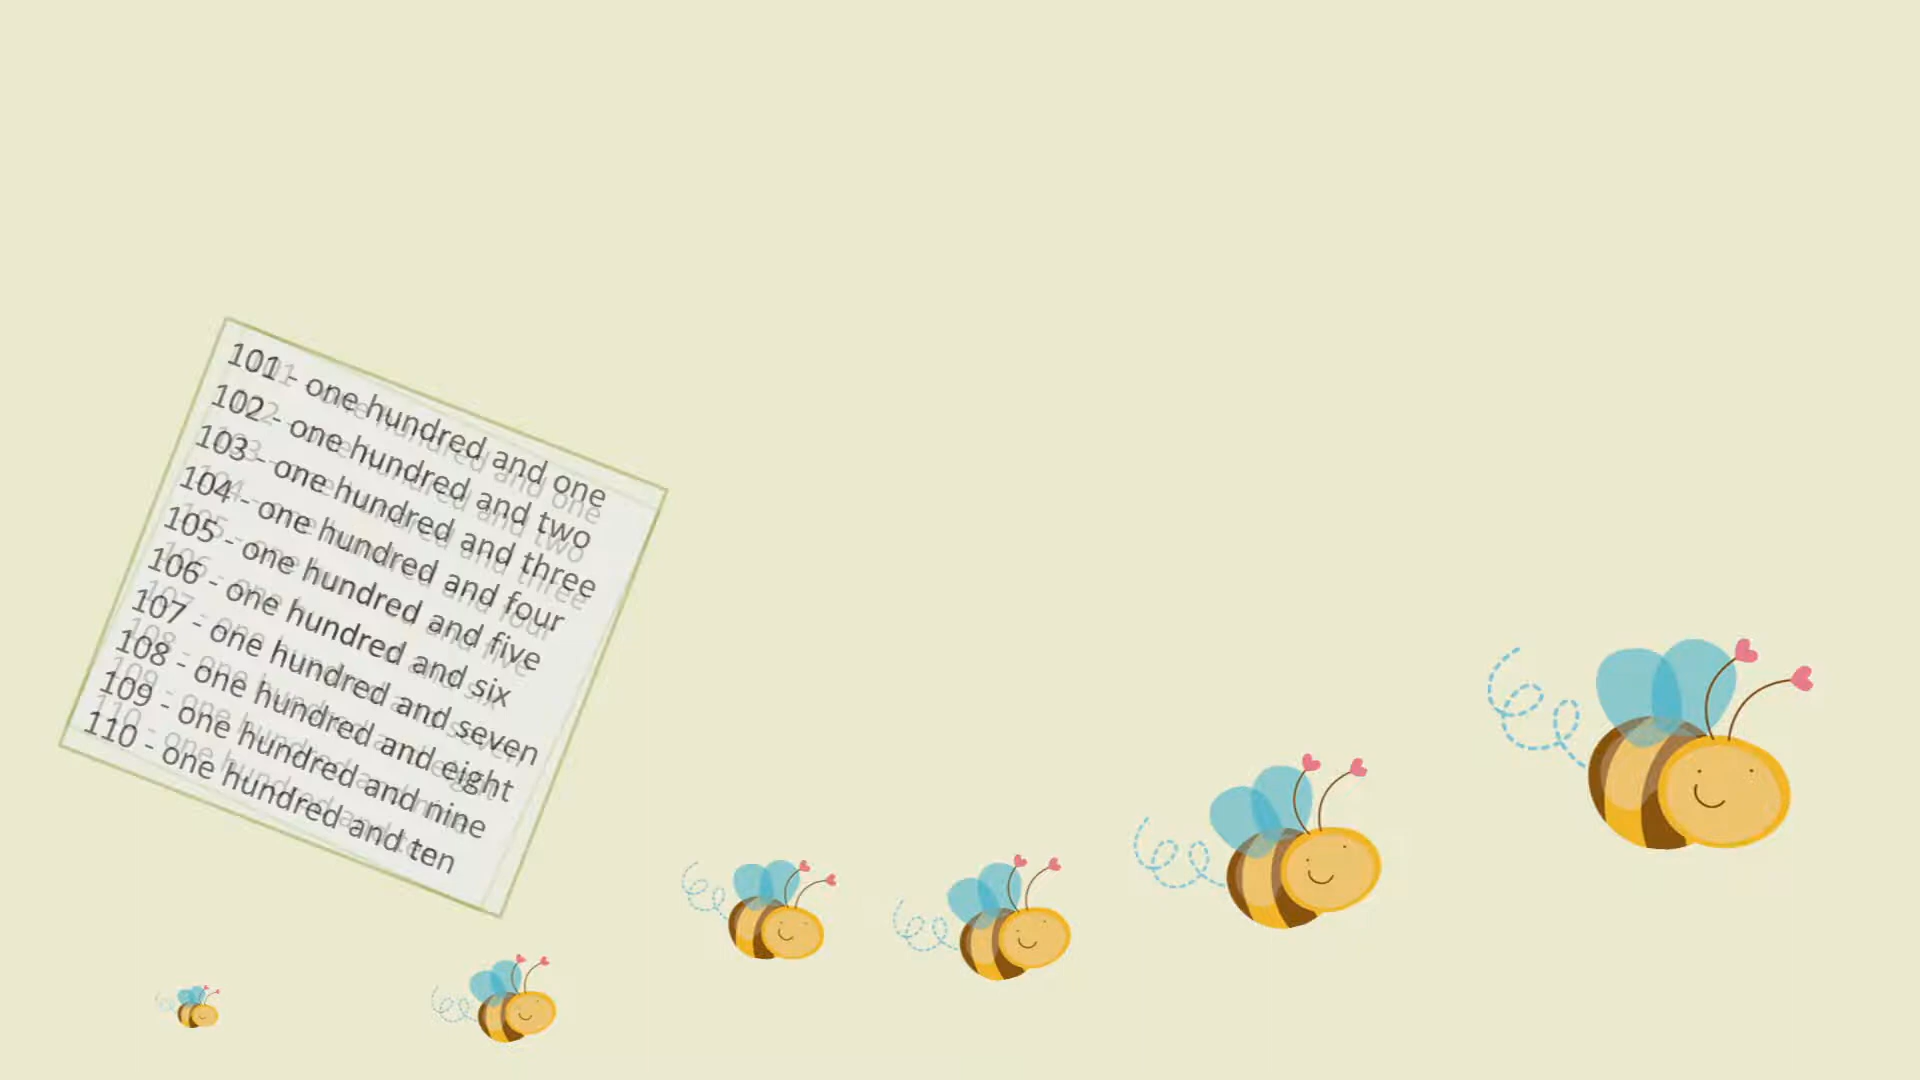 101 - one hundred and one
102 - one hundred and two
103 - one hundred and three
104 - one hundred and four
105 - one hundred and five
106 - one hundred and six
107 - one hundred and seven
108 - one hundred and eight
109 - one hundred and nine
110 - one hundred and ten